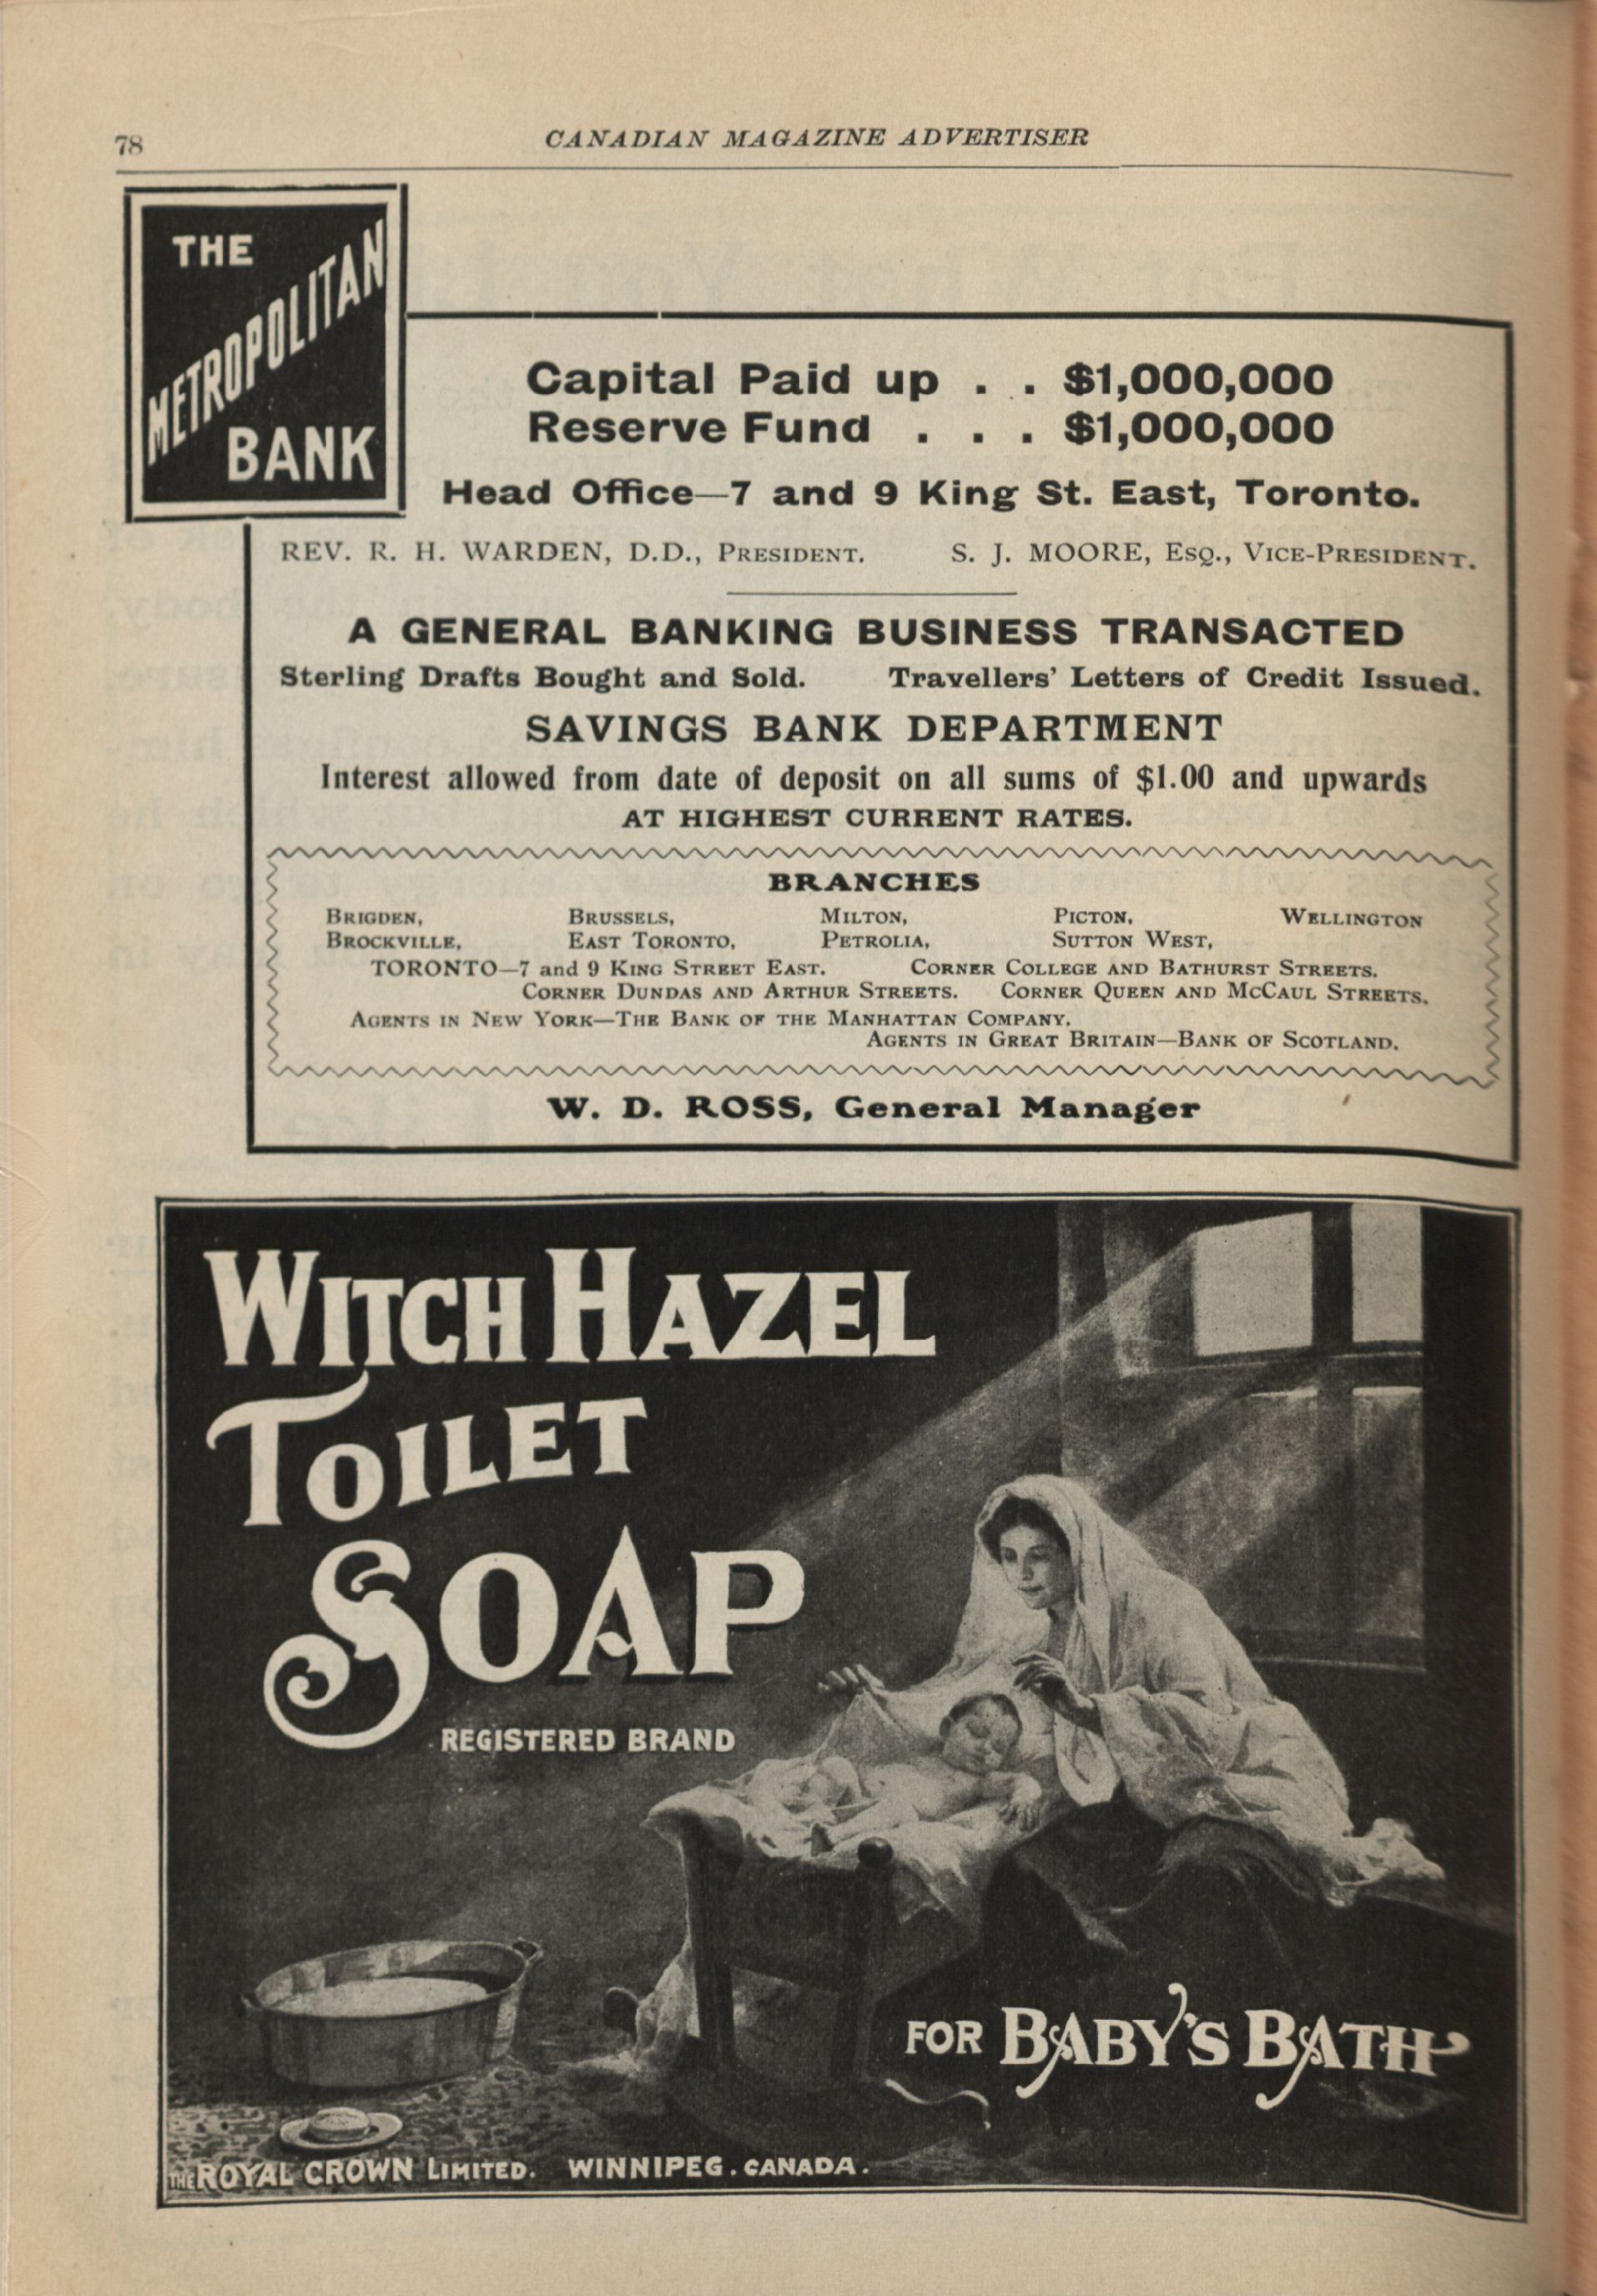 78
CANADIAN MAGAZINE ADVERTISER
THE
METROPOLITAN
BANK
Capital Paid up . . $1,000,000
Reserve Fund . . . $1,000,000
Head Office—7 and 9 King St. East, Toronto.
REV. R. H. WARDEN, D.D., PRESIDENT. S. J. MOORE, ESQ., VICE-PRESIDENT.
A GENERAL BANKING BUSINESS TRANSACTED
Sterling Drafts Bought and Sold. Travellers' Letters of Credit Issued.
SAVINGS BANK DEPARTMENT
Interest allowed from date of deposit on all sums of $1.00 and upwards
AT HIGHEST CURRENT RATES.
BRANCHES
BRIGDEN, BRUSSELS, MILTON, PICTON, WELLINGTON
BROCKVILLE, EAST TORONTO, PETROLIA, SUTTON WEST,
TORONTO—7 and 9 KING STREET EAST. CORNER COLLEGE AND BATHURST STREETS.
CORNER DUNDAS AND ARTHUR STREETS. CORNER QUEEN AND MCCAUL STREETS.
AGENTS IN NEW YORK—THE BANK OF THE MANHATTAN COMPANY.
AGENTS IN GREAT BRITAIN—BANK OF SCOTLAND.
W. D. ROSS, General Manager
WITCH HAZEL
TOILET
SOAP
REGISTERED BRAND
FOR BABY'S BATH
THE ROYAL CROWN LIMITED. WINNIPEG. CANADA.